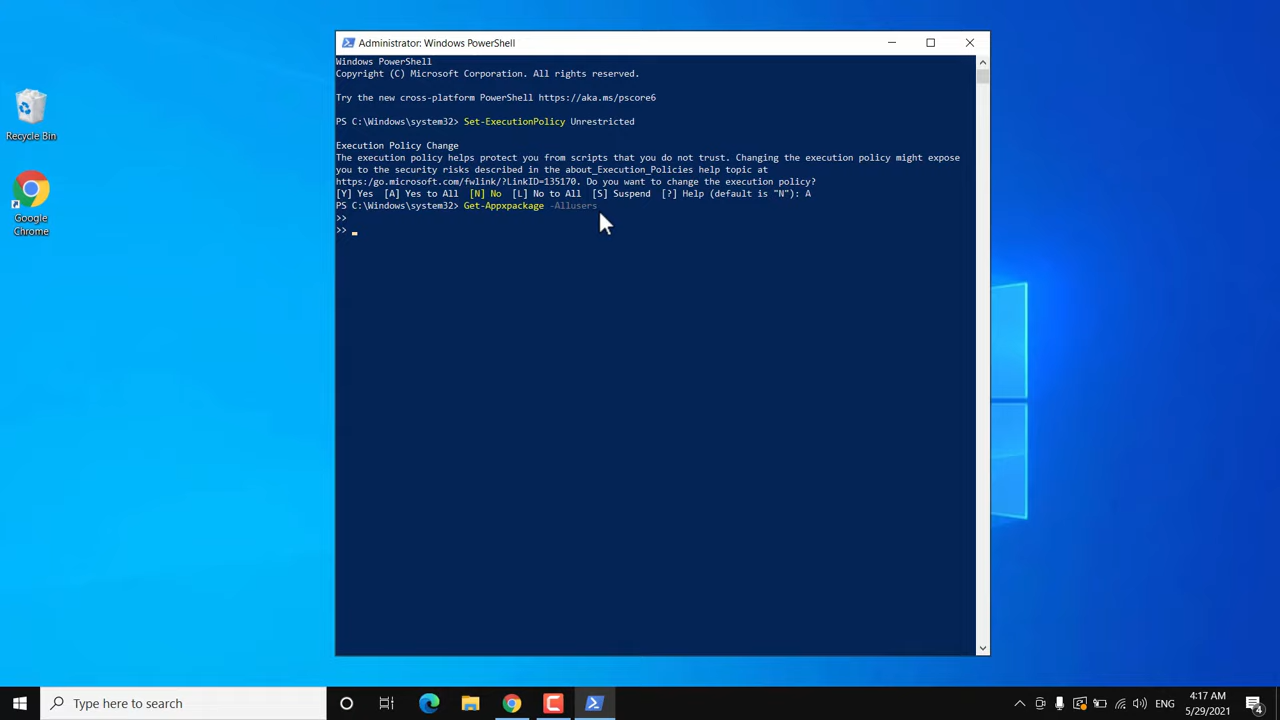 Administrator: Windows PowerShell
Windows PowerShell
Copyright (C) Microsoft Corporation. All rights reserved.
Try the new cross-platform PowerShell https://aka.ms/pscore6
PS C:\Windows\system32> Set-ExecutionPolicy Unrestricted
Execution Policy Change
The execution policy helps protect you from scripts that you do not trust. Changing the execution policy might expose
you to the security risks described in the about_Execution_Policies help topic at
https:/go.microsoft.com/fwlink/?LinkID=135170. Do you want to change the execution policy?
[Y] Yes [A] Yes to All [N] No [L] No to All [S] Suspend [?] Help (default is "N"): A
PS C:\Windows\system32> Get-Appxpackage -Allusers
>>
>>
Recycle Bin
Google
Chrome
Type here to search
ENG
4:17 AM
5/29/2021
4